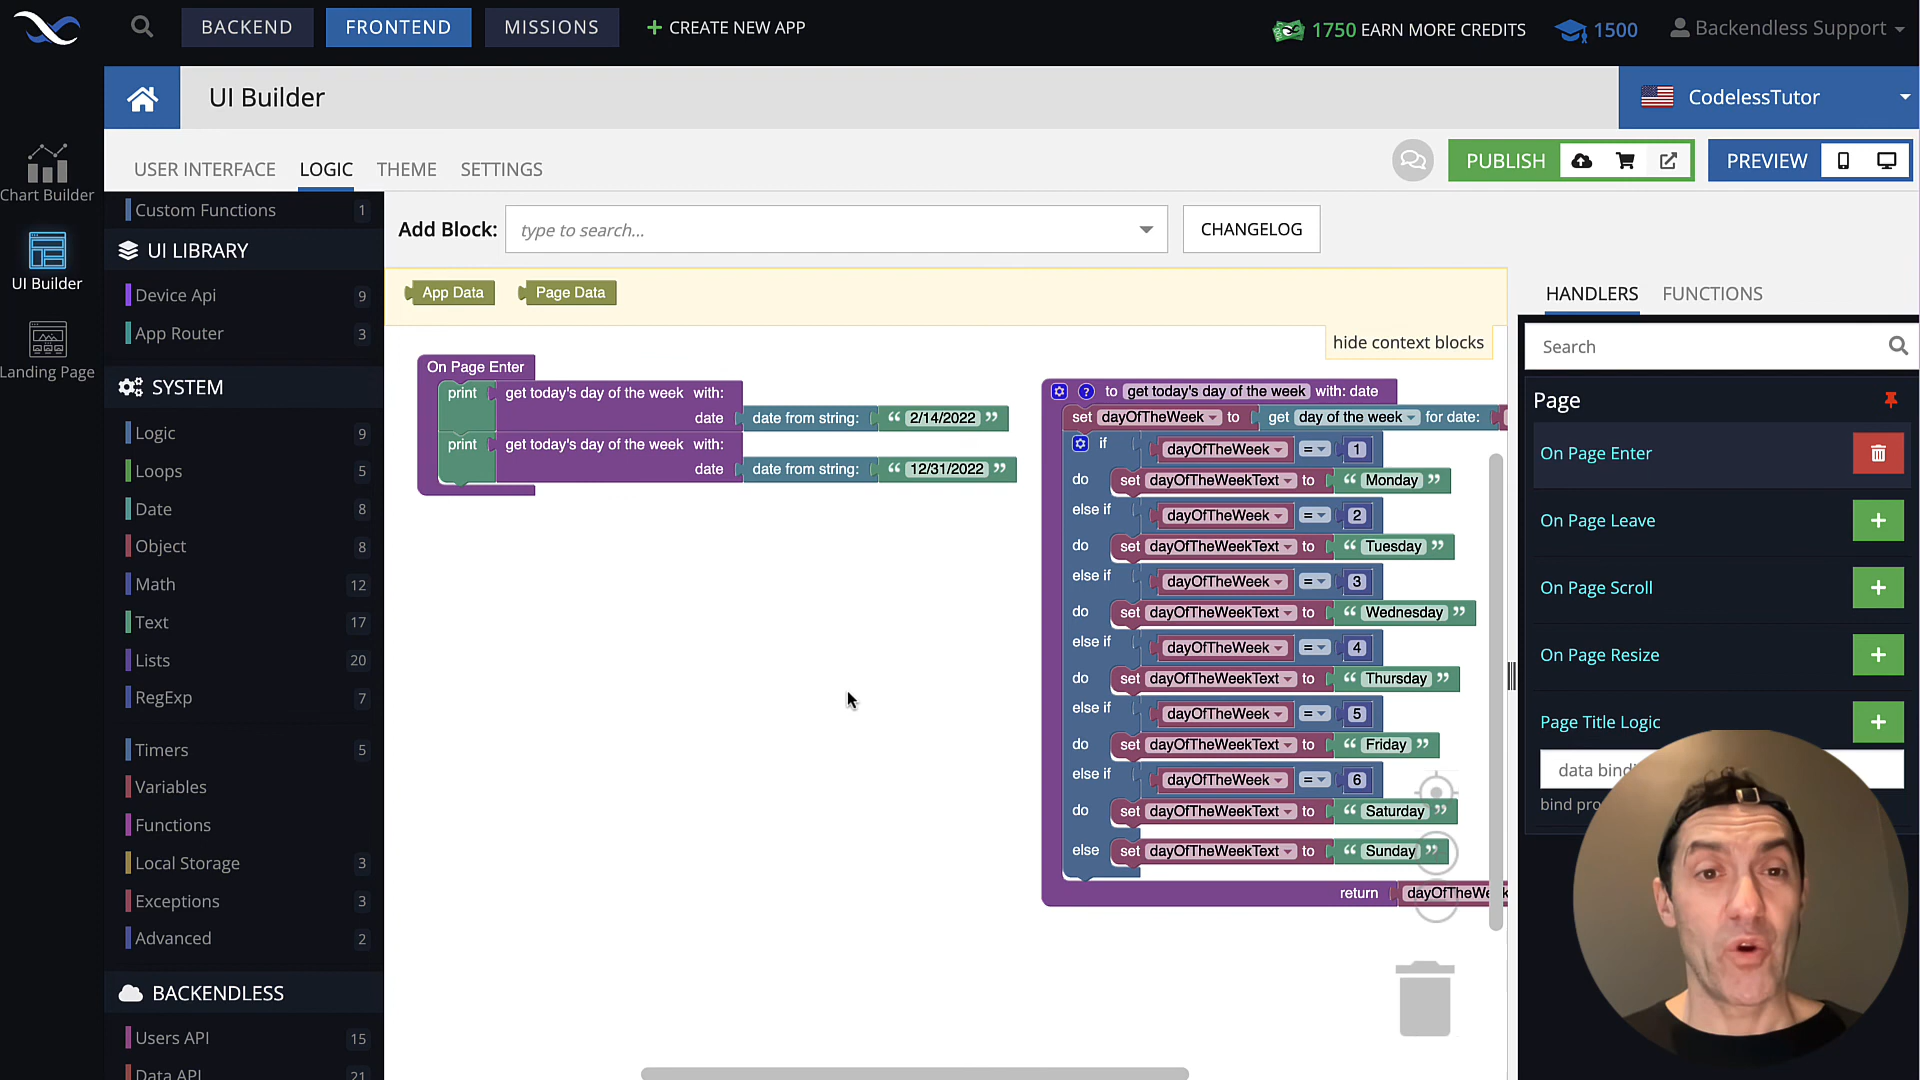 BACKEND
FRONTEND
MISSIONS
+ CREATE NEW APP
1750 EARN MORE CREDITS
1500
Backendless Support
UI Builder
CodelessTutor
Chart Builder
UI Builder
Landing Page
USER INTERFACE
LOGIC
THEME
SETTINGS
PUBLISH
PREVIEW
Custom Functions 1
UI LIBRARY
Device Api 9
App Router 3
SYSTEM
Logic 9
Loops 5
Date 8
Object 8
Math 12
Text 17
Lists 20
RegExp 7
Timers 5
Variables
Functions
Local Storage 3
Exceptions 3
Advanced 2
BACKENDLESS
Users API 15
Data API 21
Add Block:
type to search...
CHANGELOG
App Data
Page Data
hide context blocks
On Page Enter
print get today's day of the week with:
date date from string: “ 2/14/2022 ”
print get today's day of the week with:
date date from string: “ 12/31/2022 ”
? to get today's day of the week with: date
set dayOfTheWeek to get day of the week for date:
if dayOfTheWeek = 1
do set dayOfTheWeekText to “ Monday ”
else if dayOfTheWeek = 2
do set dayOfTheWeekText to “ Tuesday ”
else if dayOfTheWeek = 3
do set dayOfTheWeekText to “ Wednesday ”
else if dayOfTheWeek = 4
do set dayOfTheWeekText to “ Thursday ”
else if dayOfTheWeek = 5
do set dayOfTheWeekText to “ Friday ”
else if dayOfTheWeek = 6
do set dayOfTheWeekText to “ Saturday ”
else set dayOfTheWeekText to “ Sunday ”
return dayOfTheWeek
HANDLERS
FUNCTIONS
Search
Page
On Page Enter
On Page Leave +
On Page Scroll +
On Page Resize +
Page Title Logic +
data
bind